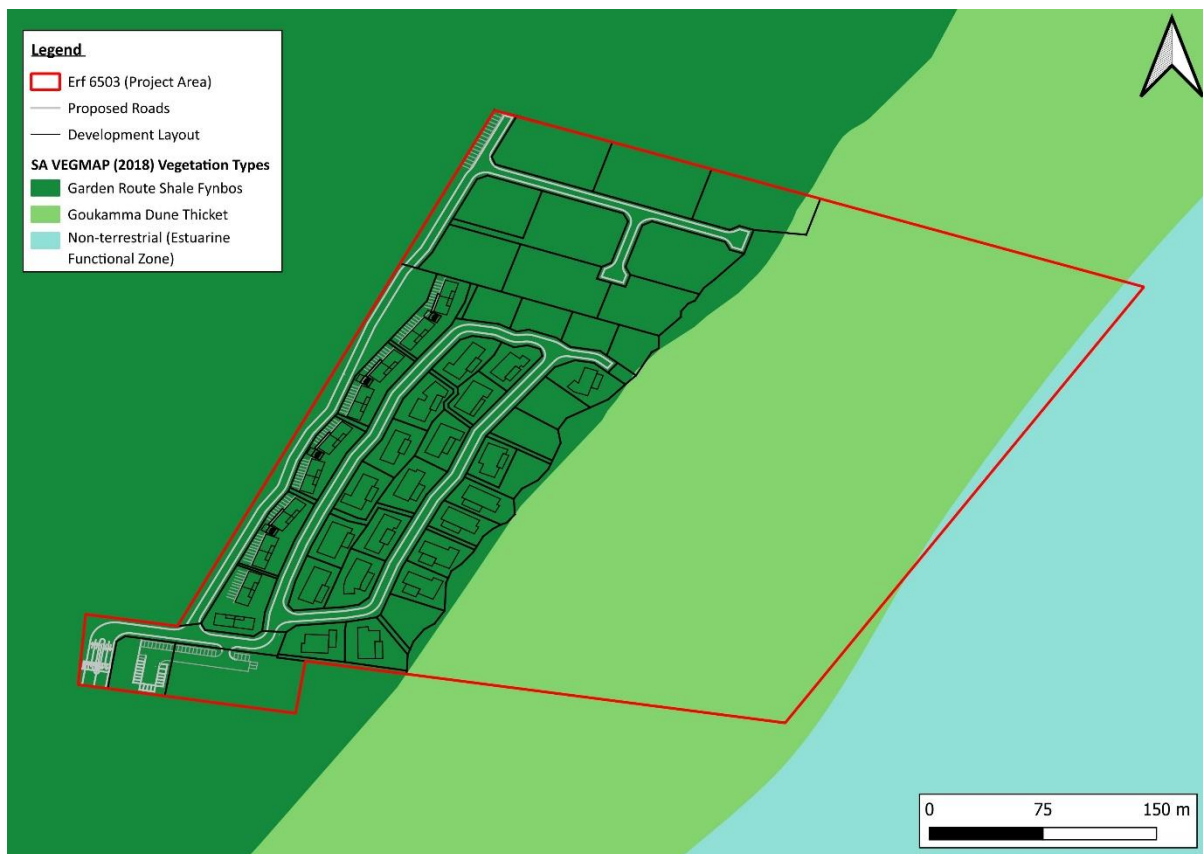 Legend
Erf 6503 (Project Area)
Proposed Roads
Development Layout
SA VEGMAP (2018) Vegetation Types
Garden Route Shale Fynbos
Goukamma Dune Thicket
Non-terrestrial (Estuarine
Functional Zone)
0 75 150 m